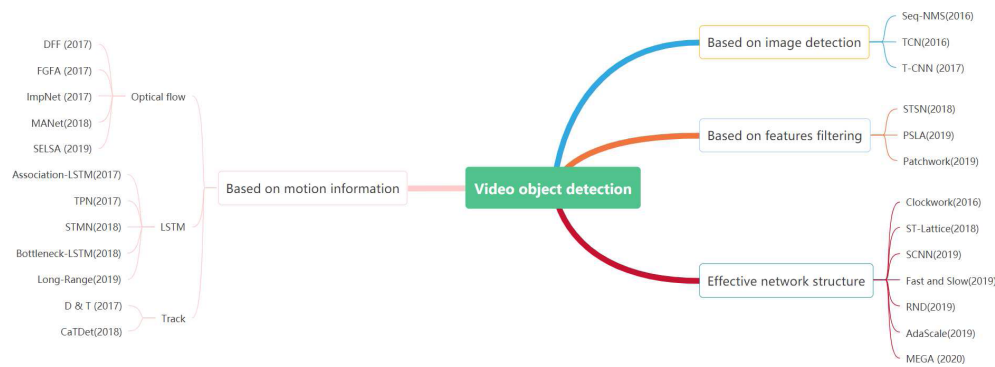 Video object detection
Based on image detection
Seq-NMS(2016)
TCN(2016)
T-CNN (2017)
Based on features filtering
STSN(2018)
PSLA(2019)
Patchwork(2019)
Effective network structure
Clockwork(2016)
ST-Lattice(2018)
SCNN(2019)
Fast and Slow(2019)
RND(2019)
AdaScale(2019)
MEGA (2020)
Based on motion information
Optical flow
DFF (2017)
FGFA (2017)
ImpNet (2017)
MANet(2018)
SELSA (2019)
LSTM
Association-LSTM(2017)
TPN(2017)
STMN(2018)
Bottleneck-LSTM(2018)
Long-Range(2019)
Track
D & T (2017)
CaTDet(2018)